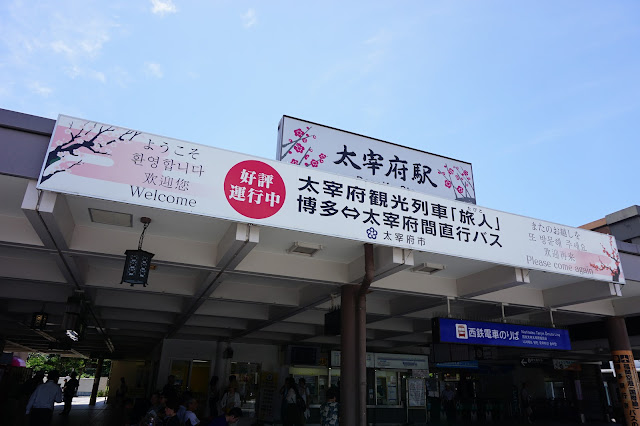 太宰府駅
ようこそ
환영합니다
欢迎您
Welcome
好評
運行中
太宰府観光列車「旅人」
博多⇔太宰府間直行バス
太宰府市
またのお越しを
또 방문해 주세요
欢迎再来
Please come again
西鉄電車のりば